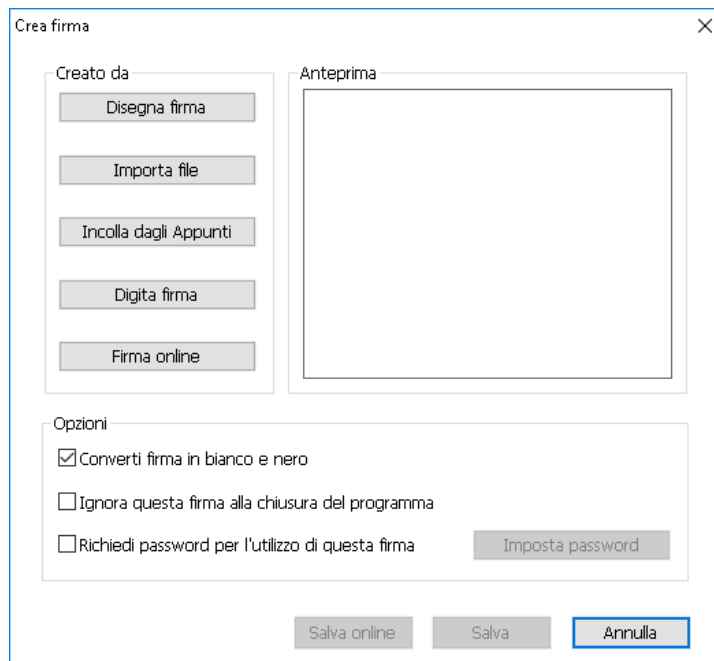 Crea firma
Creato da
Disegna firma
Importa file
Incolla dagli Appunti
Digita firma
Firma online
Anteprima
Opzioni
Converti firma in bianco e nero
Ignora questa firma alla chiusura del programma
Richiedi password per l'utilizzo di questa firma
Imposta password
Salva online
Salva
Annulla